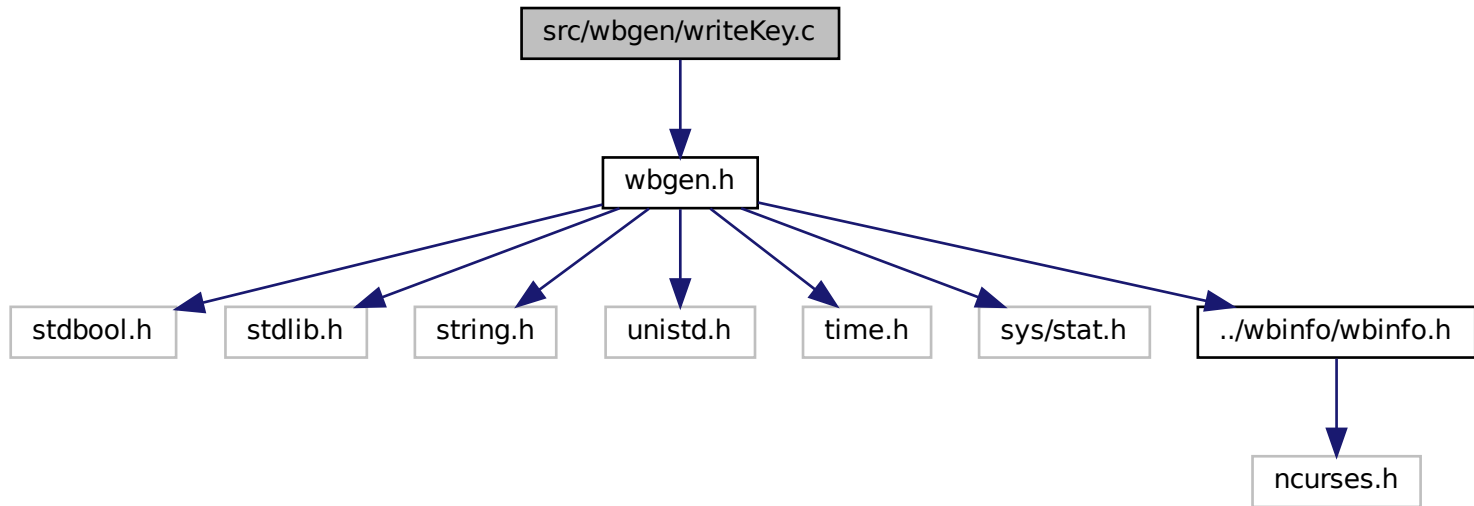 src/wbgen/writeKey.c
wbgen.h
stdbool.h
stdlib.h
string.h
unistd.h
time.h
sys/stat.h
../wbinfo/wbinfo.h
ncurses.h